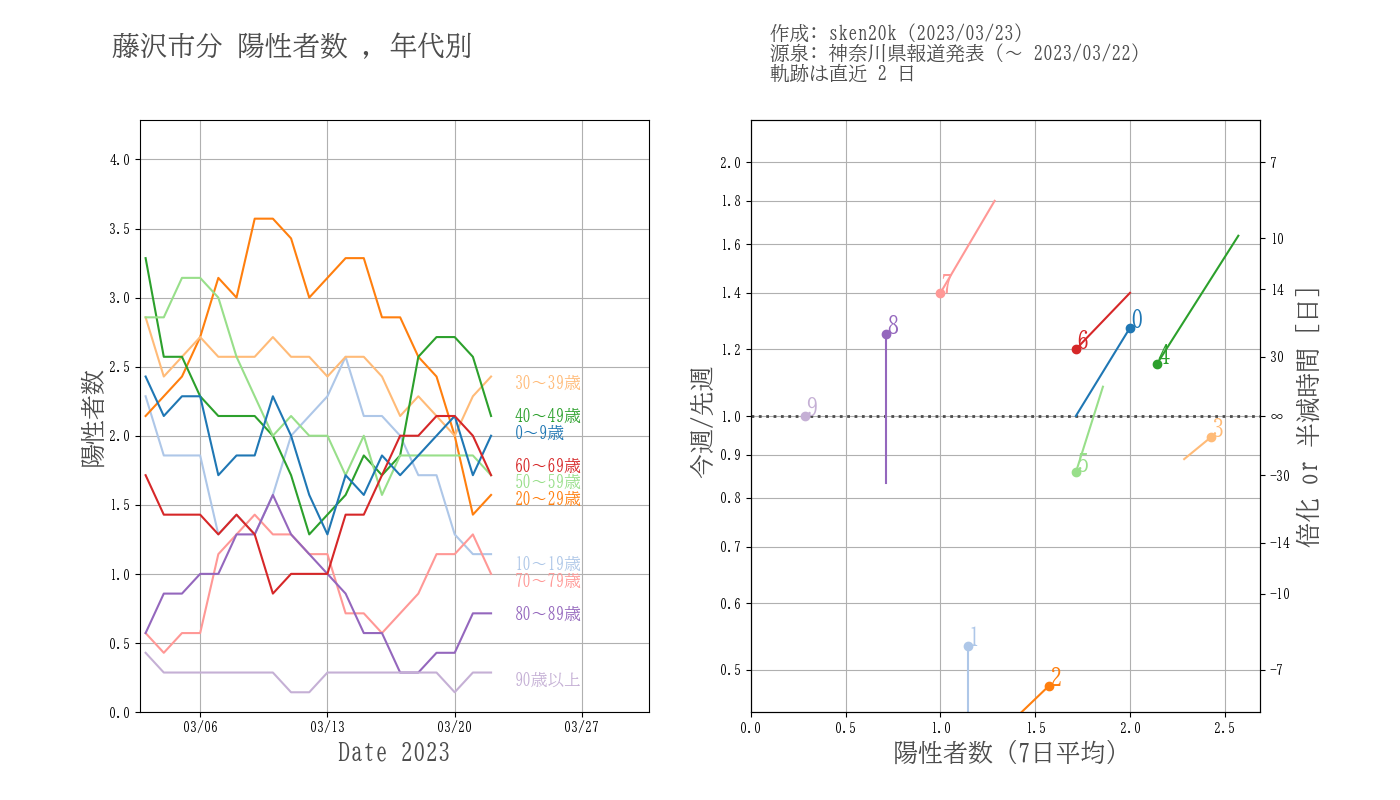 藤沢市分 陽性者数 , 年代別
作成: sken20k (2023/03/23)
源泉: 神奈川県報道発表 (～ 2023/03/22)
軌跡は直近 2 日
陽性者数
4.0
3.5
3.0
2.5
2.0
1.5
1.0
0.5
0.0
03/06
03/13
03/20
03/27
Date 2023
30～39歳
40～49歳
0～9歳
60～69歳
50～59歳
20～29歳
10～19歳
70～79歳
80～89歳
90歳以上
今週/先週
2.0
1.8
1.6
1.4
1.2
1.0
0.9
0.8
0.7
0.6
0.5
0.0
0.5
1.0
1.5
2.0
2.5
陽性者数 (7日平均)
7
8
0
6
4
9
3
5
1
2
7
10
14
30
∞
-30
-14
-10
-7
倍化 or 半減時間 [日]